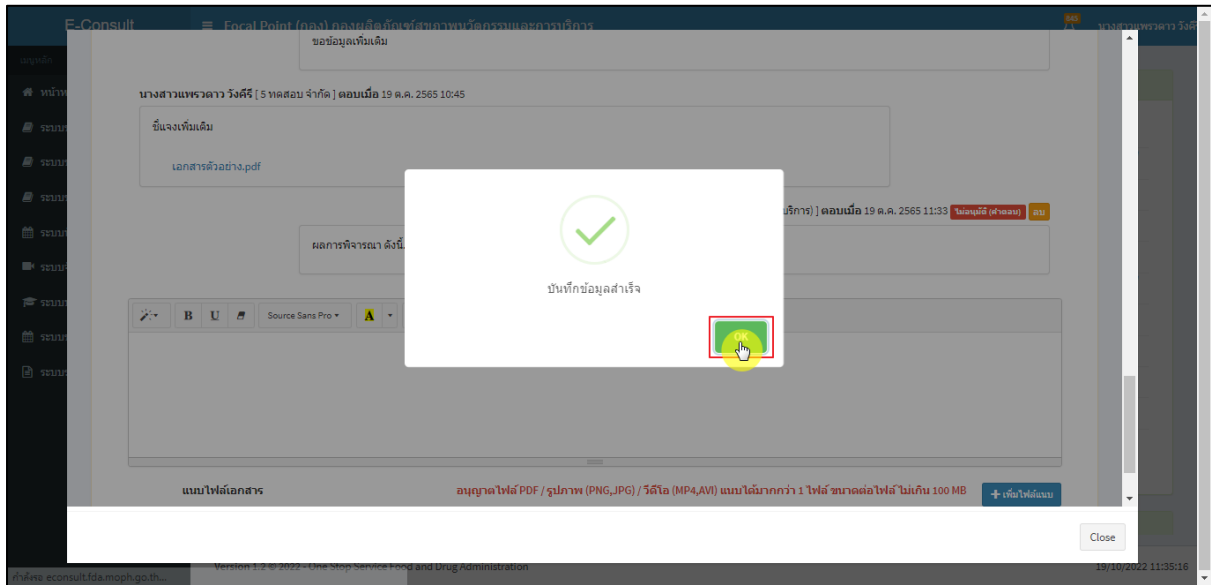 E-Consult
Focal Point (กอง) กองผลิตภัณฑ์สุขภาพนวัตกรรมและการบริการ
643
นางสาวแพรวดาว วังคีรี
เมนูหลัก
ขอข้อมูลเพิ่มเติม
นางสาวแพรวดาว วังคีรี [ 5 ทดสอบ จำกัด ] ตอบเมื่อ 19 ต.ค. 2565 10:45
ชี้แจงเพิ่มเติม
เอกสารตัวอย่าง.pdf
บริการ) ] ตอบเมื่อ 19 ต.ค. 2565 11:33 ไม่อนุมัติ (คำตอบ) ลบ
ผลการพิจารณา ดังนี้.
บันทึกข้อมูลสำเร็จ
OK
B U Source Sans Pro A
แนบไฟล์เอกสาร
อนุญาตไฟล์ PDF / รูปภาพ (PNG,JPG) / วีดีโอ (MP4,AVI) แนบได้มากกว่า 1 ไฟล์ ขนาดต่อไฟล์ ไม่เกิน 100 MB
เพิ่มไฟล์แนบ
Close
Version 1.2 © 2022 - One Stop Service Food and Drug Administration
19/10/2022 11:35:16
กำลังรอ econsult.fda.moph.go.th...